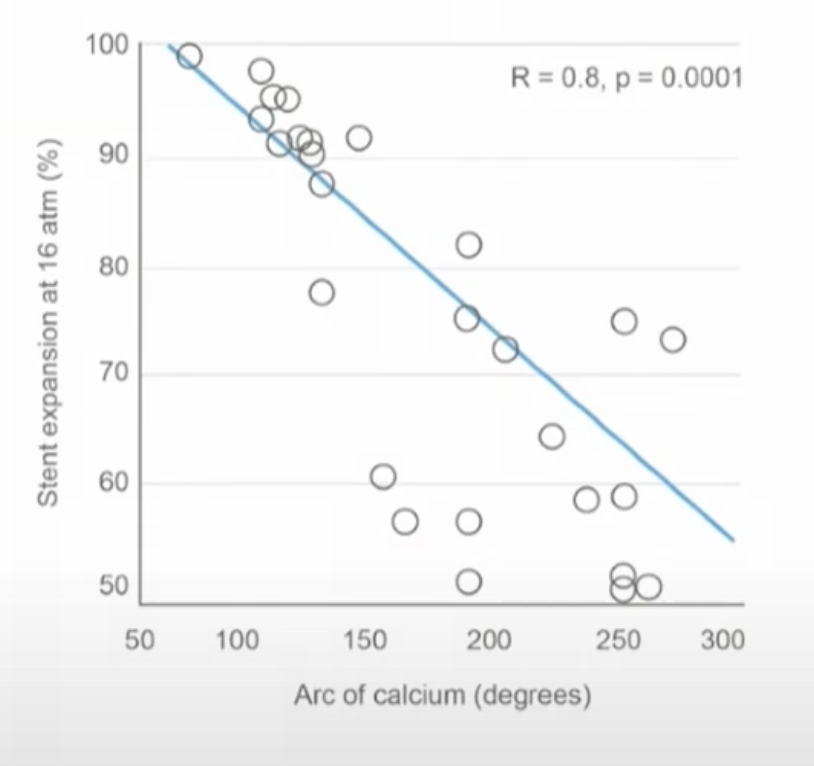 100
R = 0.8, p = 0.0001
90
80
70
60
50
Stent expansion at 16 atm (%)
50 100 150 200 250 300
Arc of calcium (degrees)